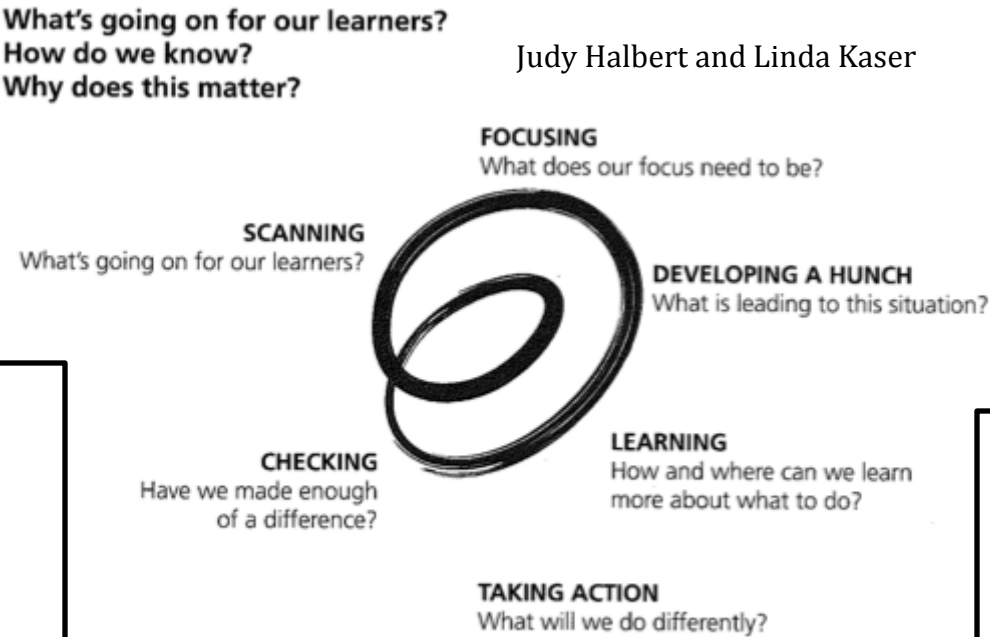 What's going on for our learners?
How do we know?
Why does this matter?
Judy Halbert and Linda Kaser
FOCUSING
What does our focus need to be?
SCANNING
What's going on for our learners?
DEVELOPING A HUNCH
What is leading to this situation?
LEARNING
How and where can we learn
more about what to do?
CHECKING
Have we made enough
of a difference?
TAKING ACTION
What will we do differently?